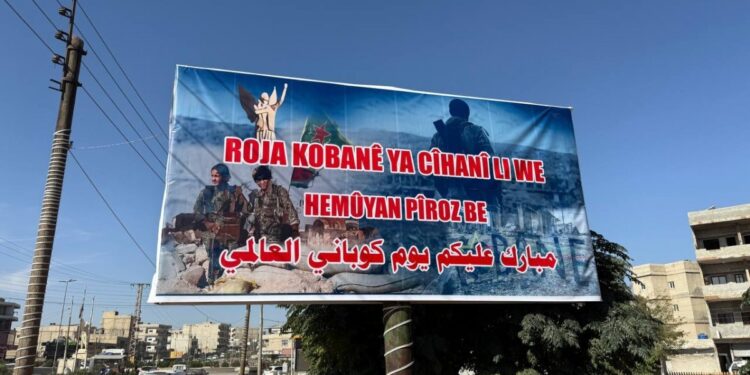 ROJA KOBANÊ YA CÎHANÎ LI WE
HEMÛYAN PÎROZ BE
مبارك عليكم يوم كوباني العالمي